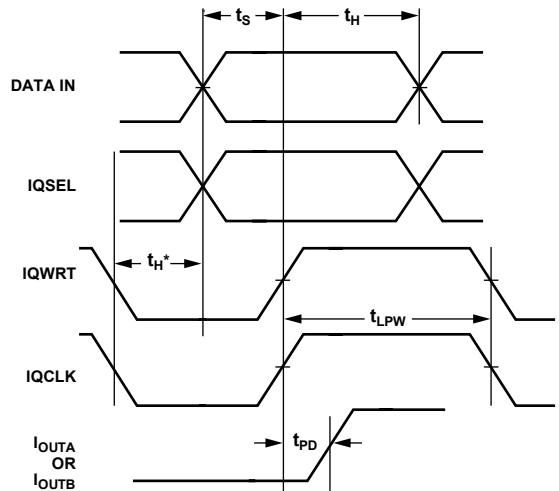 tS
tH
DATA IN
IQSEL
tH*
IQWRT
tLPW
IQCLK
tPD
IOUTA
OR
IOUTB